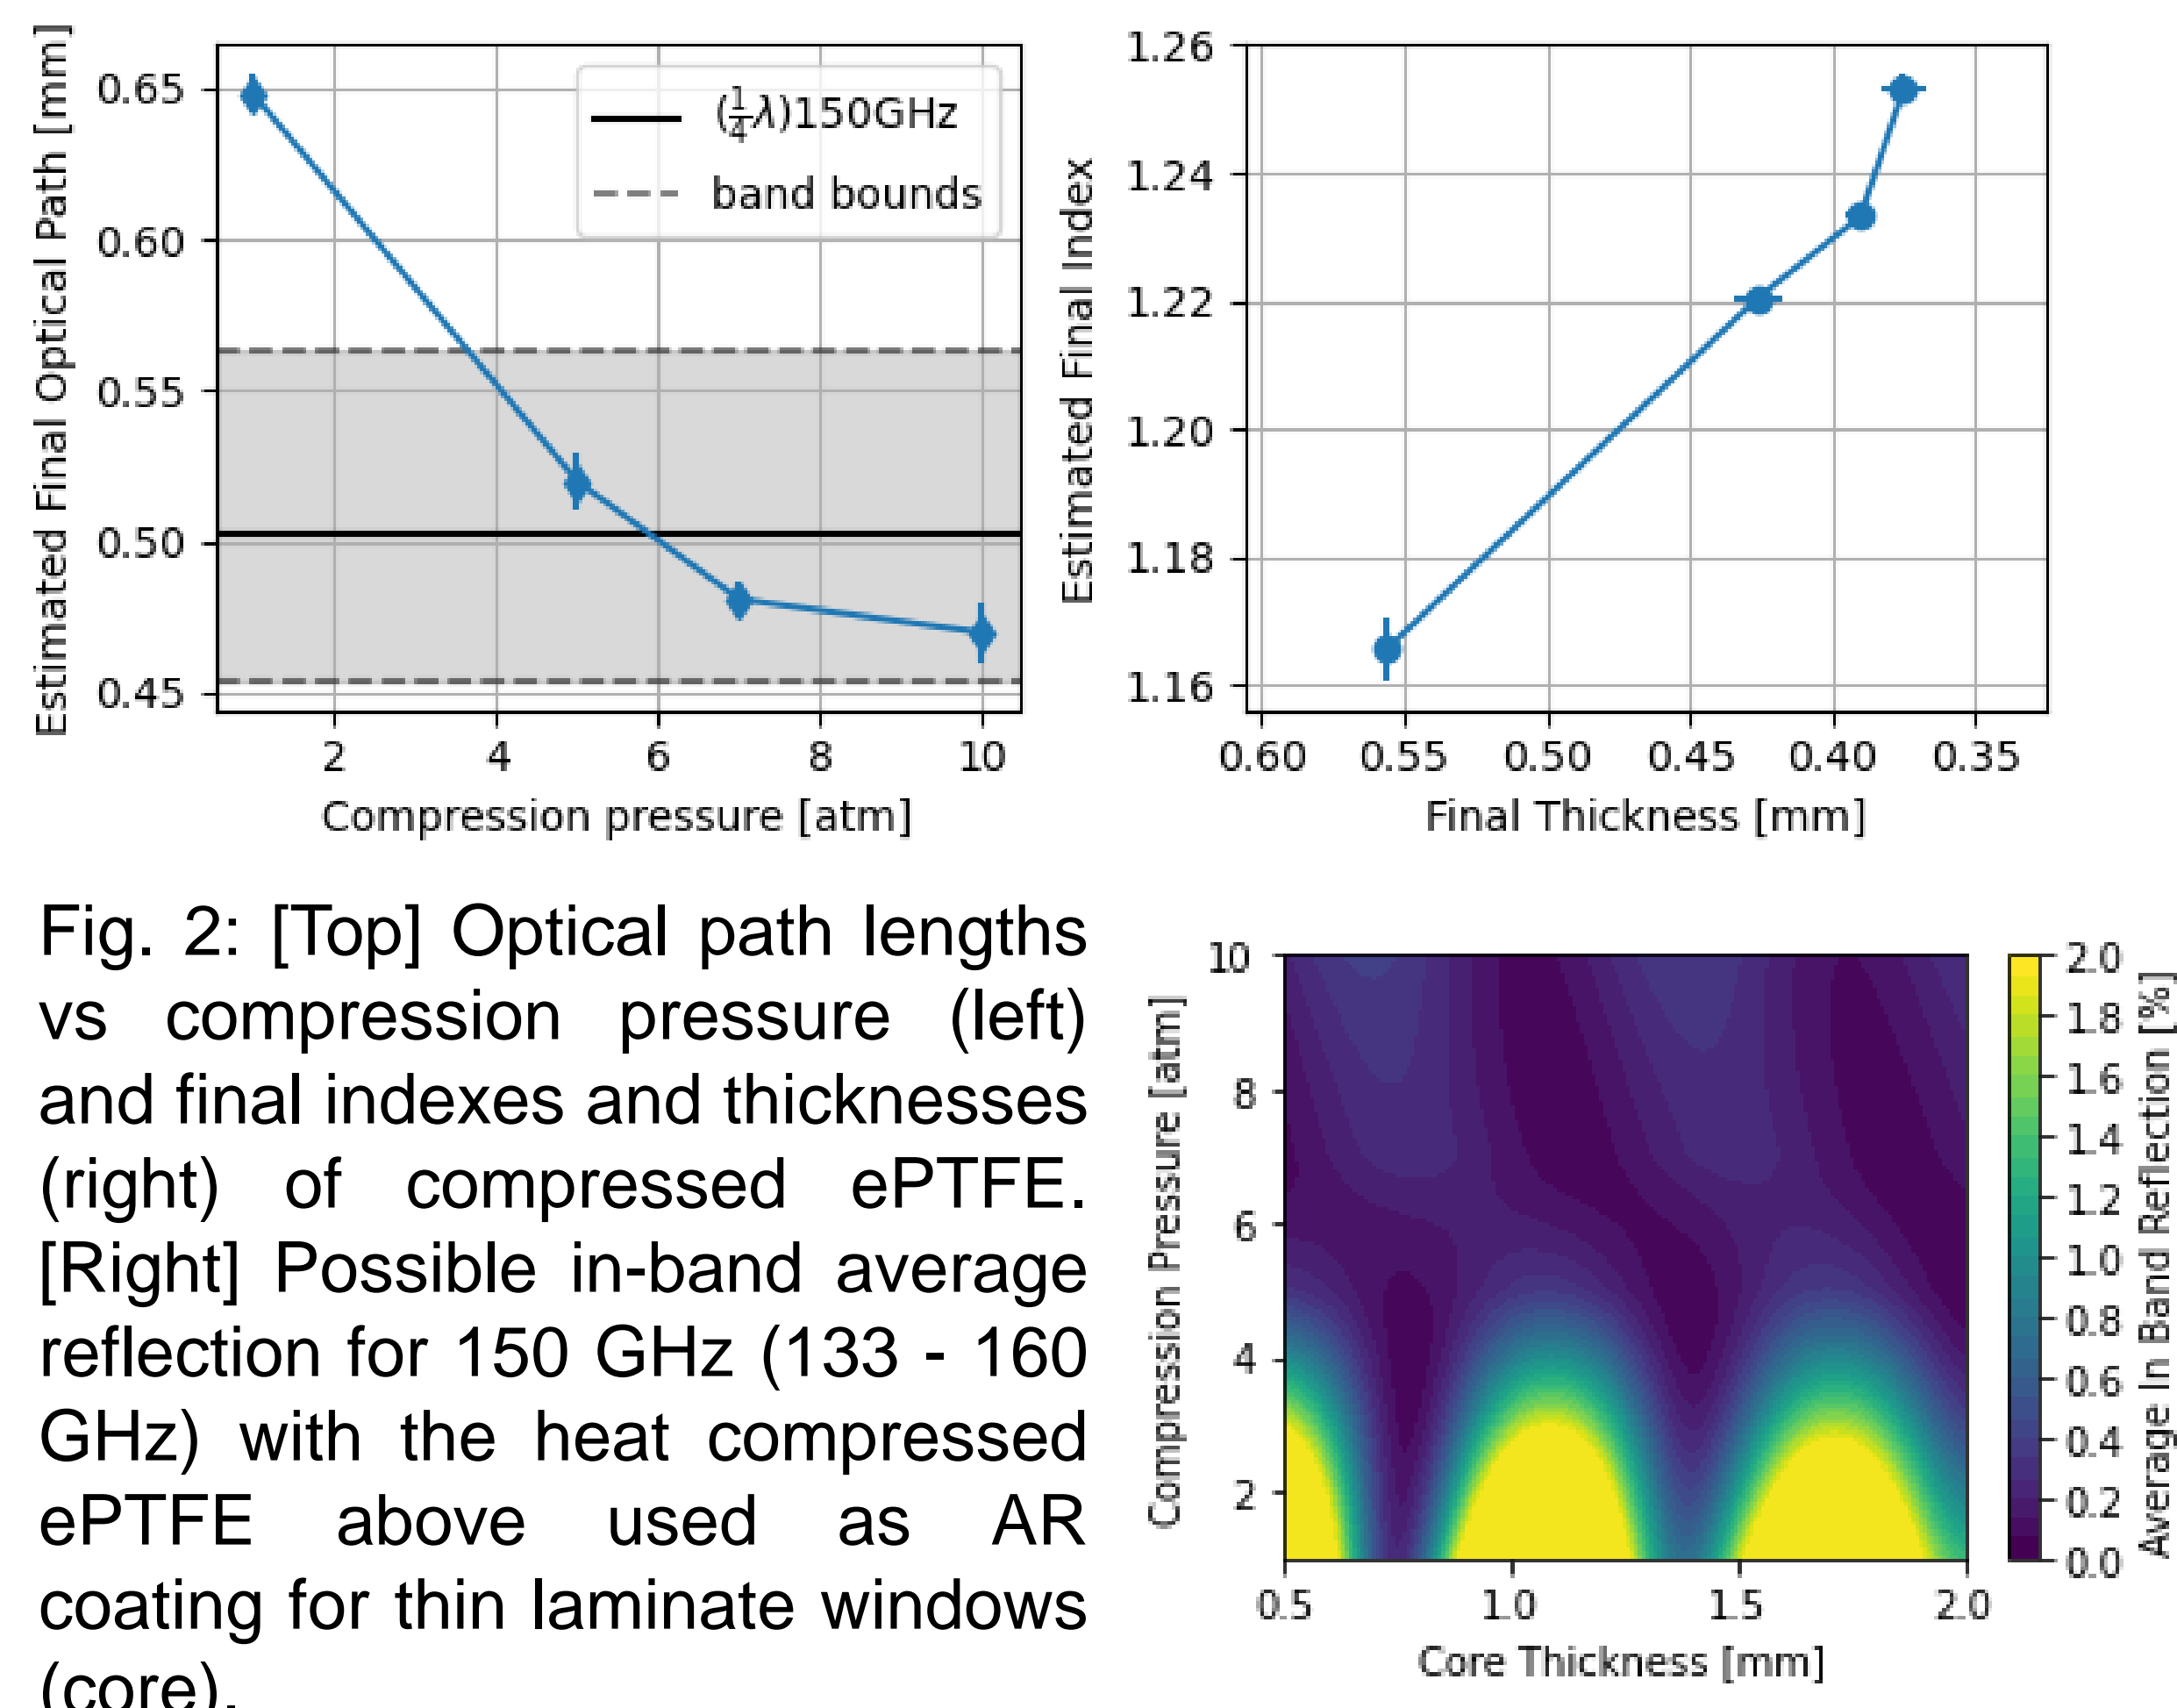 Estimated Final Optical Path [mm]
0.65
0.60
0.55
0.50
0.45
(1/4 λ)150GHz
band bounds
2 4 6 8 10
Compression pressure [atm]
Estimated Final Index
1.26
1.24
1.22
1.20
1.18
1.16
0.60 0.55 0.50 0.45 0.40 0.35
Final Thickness [mm]
Fig. 2: [Top] Optical path lengths
vs compression pressure (left)
and final indexes and thicknesses
(right) of compressed ePTFE.
[Right] Possible in-band average
reflection for 150 GHz (133 - 160
GHz) with the heat compressed
ePTFE above used as AR
coating for thin laminate windows
(core).
Compression Pressure [atm]
10
8
6
4
2
0.5 1.0 1.5 2.0
Core Thickness [mm]
2.0
1.8
1.6
1.4
1.2
1.0
0.8
0.6
0.4
0.2
0.0
Average In Band Reflection [%]